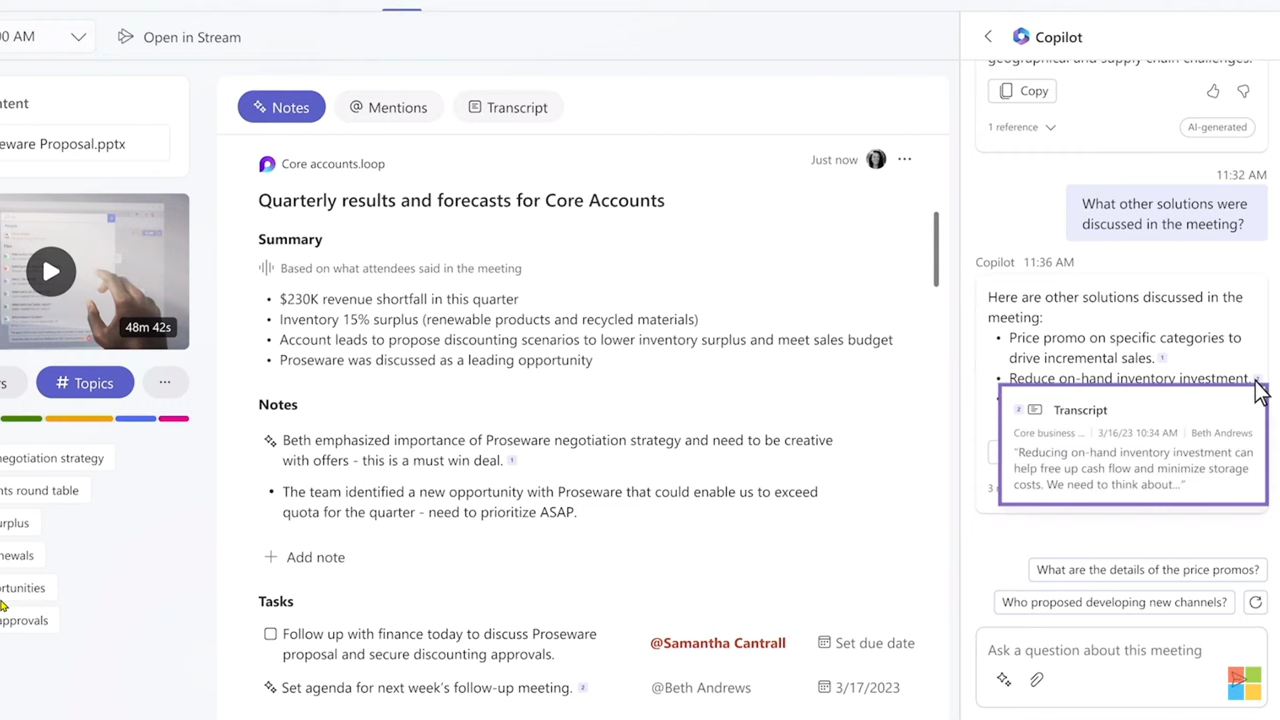 00 AM
Open in Stream
ntent
eware Proposal.pptx
48m 42s
rs
# Topics
...
negotiation strategy
nts round table
urplus
newals
ortunities
approvals
Notes
@ Mentions
Transcript
Core accounts.loop
Just now
...
Quarterly results and forecasts for Core Accounts
Summary
Based on what attendees said in the meeting
• $230K revenue shortfall in this quarter
• Inventory 15% surplus (renewable products and recycled materials)
• Account leads to propose discounting scenarios to lower inventory surplus and meet sales budget
• Proseware was discussed as a leading opportunity
Notes
Beth emphasized importance of Proseware negotiation strategy and need to be creative
with offers - this is a must win deal. 1
• The team identified a new opportunity with Proseware that could enable us to exceed
quota for the quarter - need to prioritize ASAP.
+ Add note
Tasks
Follow up with finance today to discuss Proseware
proposal and secure discounting approvals.
@Samantha Cantrall
Set due date
Set agenda for next week's follow-up meeting. 2
@Beth Andrews
3/17/2023
Copilot
geographical and supply chain challenges.
Copy
1 reference
AI-generated
11:32 AM
What other solutions were
discussed in the meeting?
Copilot 11:36 AM
Here are other solutions discussed in the
meeting:
• Price promo on specific categories to
drive incremental sales. 1
• Reduce on-hand inventory investment.
2 Transcript
Core business ... | 3/16/23 10:34 AM | Beth Andrews
"Reducing on-hand inventory investment can
help free up cash flow and minimize storage
costs. We need to think about..."
3
What are the details of the price promos?
Who proposed developing new channels?
Ask a question about this meeting